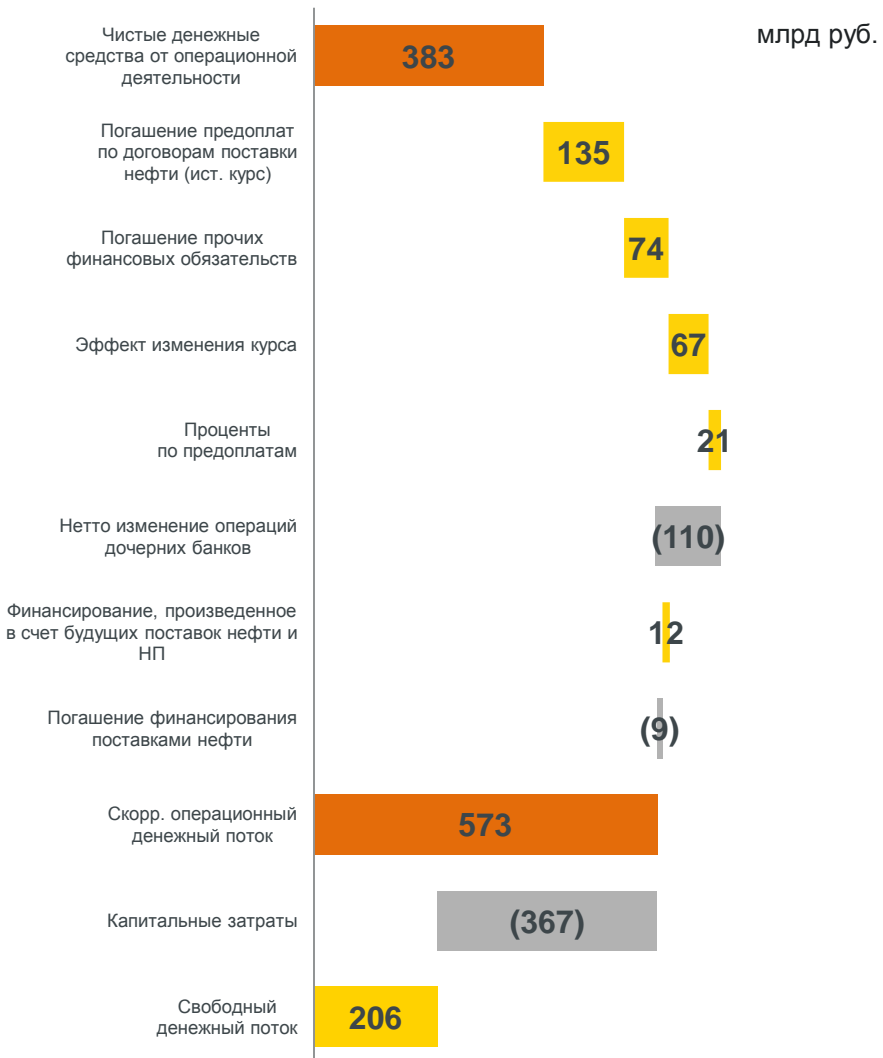 млрд руб.
Чистые денежные
средства от операционной
деятельности
383
Погашение предоплат
по договорам поставки
нефти (ист. курс)
135
Погашение прочих
финансовых обязательств
74
Эффект изменения курса
67
Проценты
по предоплатам
21
Нетто изменение операций
дочерних банков
(110)
Финансирование, произведенное
в счет будущих поставок нефти и
НП
12
Погашение финансирования
поставками нефти
(9)
Скорр. операционный
денежный поток
573
Капитальные затраты
(367)
Свободный
денежный поток
206